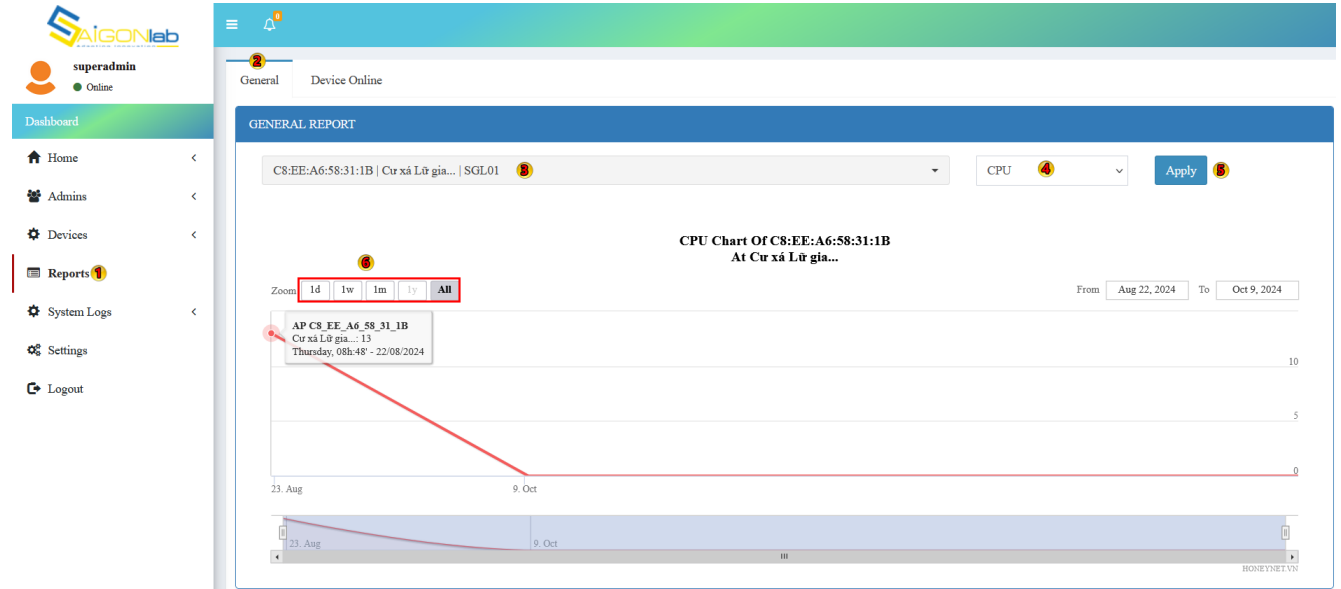 SAiGONlab
superadmin
Online
Dashboard
Home
Admins
Devices
Reports 1
System Logs
Settings
Logout
0
2
General Device Online
GENERAL REPORT
C8:EE:A6:58:31:1B | Cư xá Lữ gia... | SGL01 3 CPU 4 Apply 5
CPU Chart Of C8:EE:A6:58:31:1B
At Cư xá Lữ gia...
6
Zoom 1d 1w 1m 1y All From Aug 22, 2024 To Oct 9, 2024
AP C8_EE_A6_58_31_1B
Cư xá Lữ gia...: 13
Thursday, 08h:48' - 22/08/2024
10
5
0
23. Aug 9. Oct
23. Aug 9. Oct
HONEYNET.VN